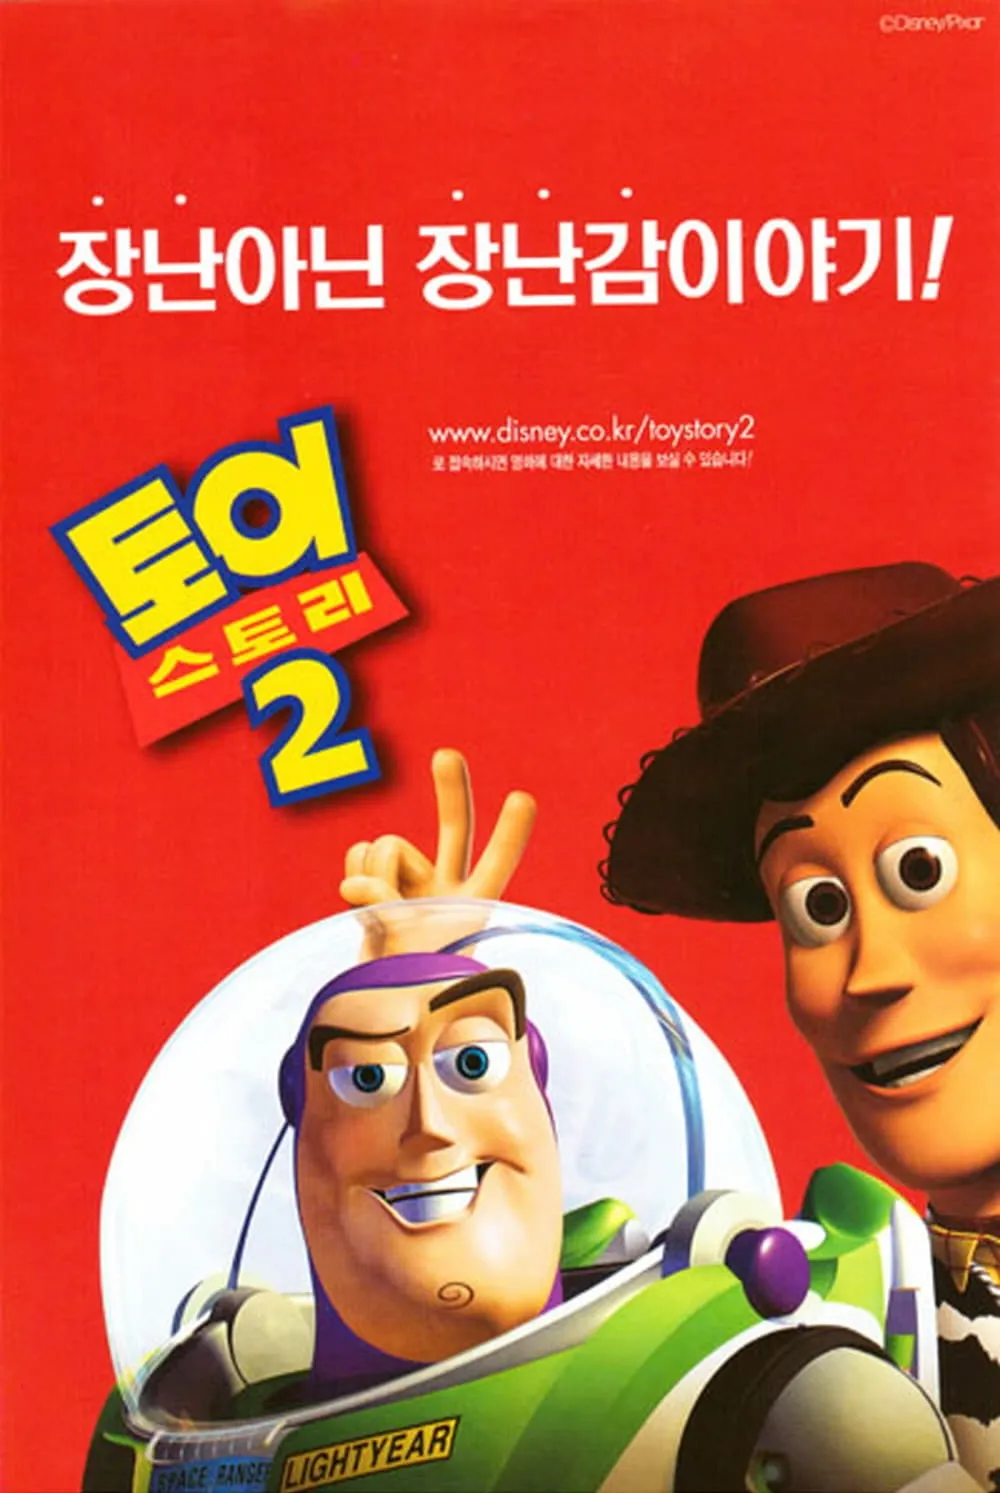 ©Disney/Pixar
장난아닌 장난감이야기!
www.disney.co.kr/toystory2
로 접속하시면 영화에 대한 자세한 내용을 보실 수 있습니다!
토이
스토리
2
LIGHTYEAR
SPACE RANGER